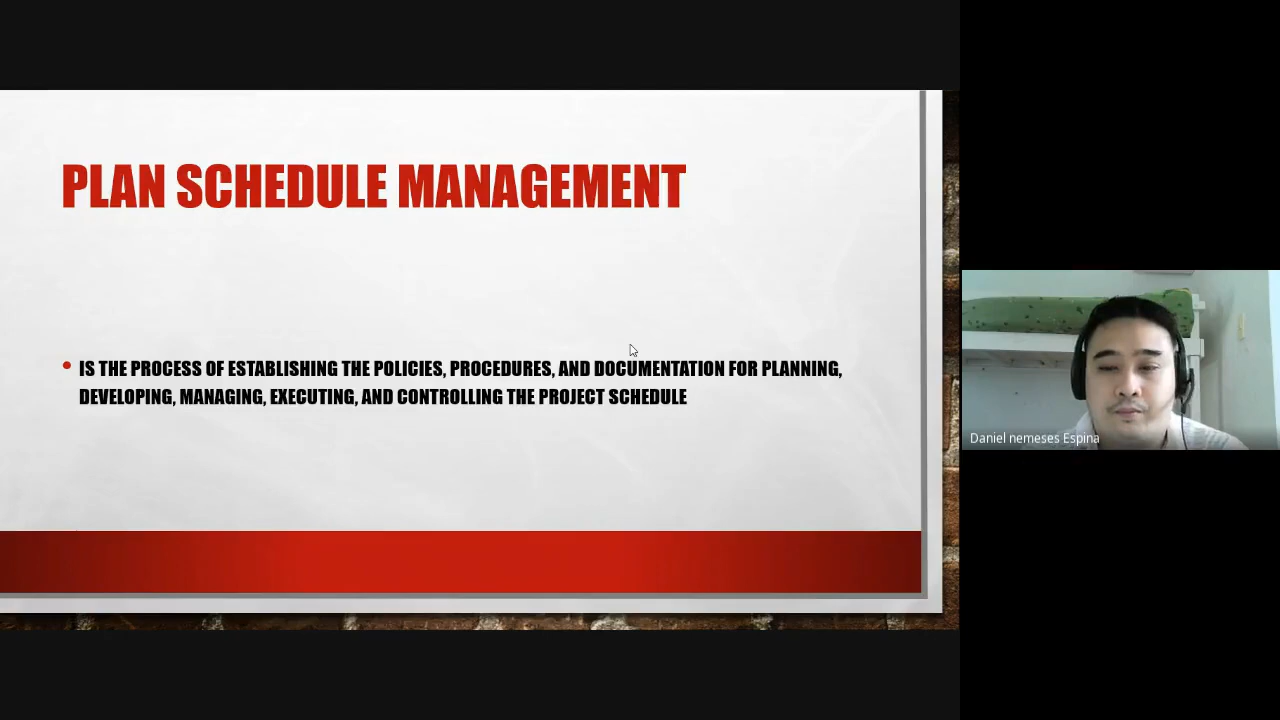 PLAN SCHEDULE MANAGEMENT
• IS THE PROCESS OF ESTABLISHING THE POLICIES, PROCEDURES, AND DOCUMENTATION FOR PLANNING,
DEVELOPING, MANAGING, EXECUTING, AND CONTROLLING THE PROJECT SCHEDULE
Daniel nemeses Espina